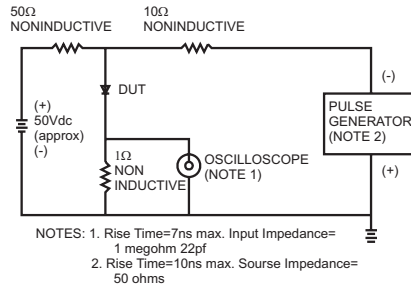 50Ω
NONINDUCTIVE
10Ω
NONINDUCTIVE
(+)
50Vdc
(approx)
(-)
DUT
1Ω
NON
INDUCTIVE
OSCILLOSCOPE
(NOTE 1)
(-)
PULSE
GENERATOR
(NOTE 2)
(+)
NOTES: 1. Rise Time=7ns max. Input Impedance=
1 megohm 22pf
2. Rise Time=10ns max. Sourse Impedance=
50 ohms